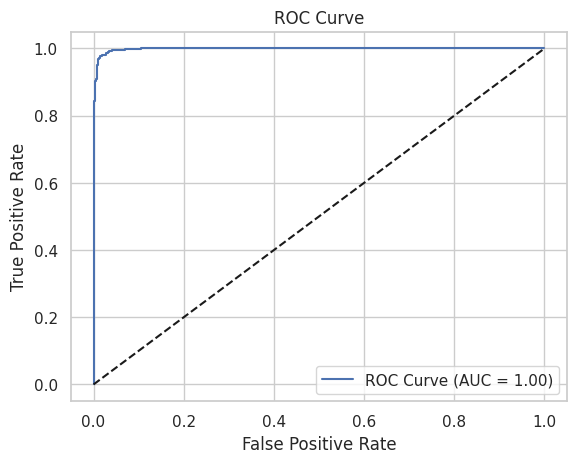 ROC Curve
True Positive Rate
1.0
0.8
0.6
0.4
0.2
0.0
ROC Curve (AUC = 1.00)
0.0 0.2 0.4 0.6 0.8 1.0
False Positive Rate